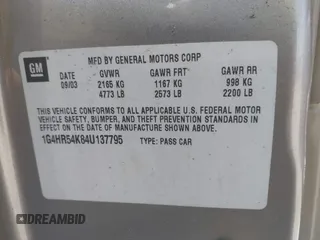 GM
MFD BY GENERAL MOTORS CORP
DATE GVWR GAWR FRT GAWR RR
09/03 2165 KG 1167 KG 998 KG
4773 LB 2573 LB 2200 LB
THIS VEHICLE CONFORMS TO ALL APPLICABLE U.S. FEDERAL MOTOR
VEHICLE SAFETY, BUMPER, AND THEFT PREVENTION STANDARDS IN
EFFECT ON THE DATE OF MANUFACTURE SHOWN ABOVE.
1G4HR54K84U137795 TYPE: PASS CAR
DREAMBID